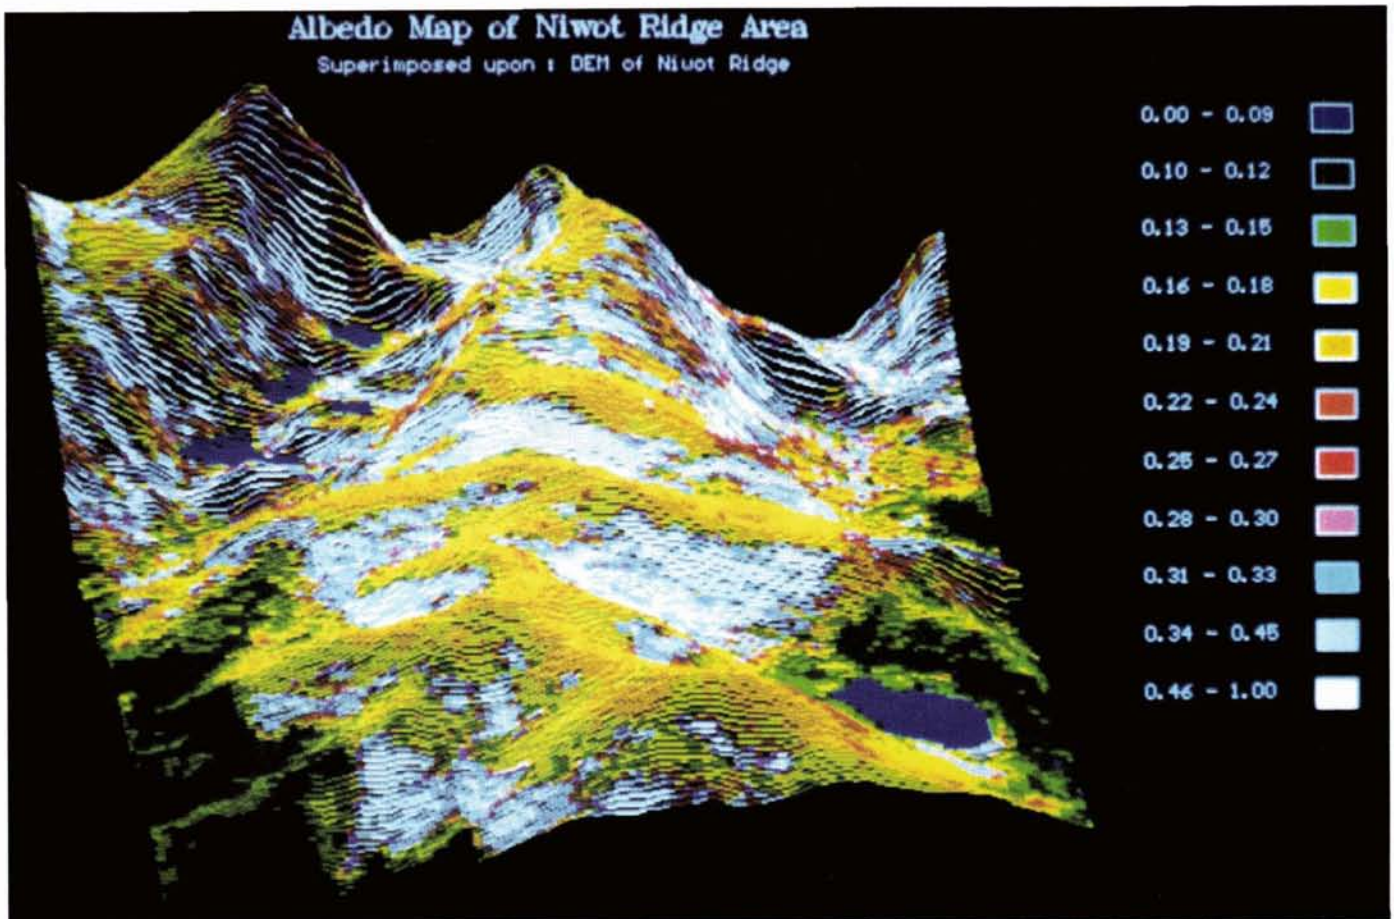 Albedo Map of Niwot Ridge Area
Superimposed upon : DEM of Niwot Ridge
0.00 - 0.09
0.10 - 0.12
0.13 - 0.15
0.16 - 0.18
0.19 - 0.21
0.22 - 0.24
0.25 - 0.27
0.28 - 0.30
0.31 - 0.33
0.34 - 0.45
0.46 - 1.00